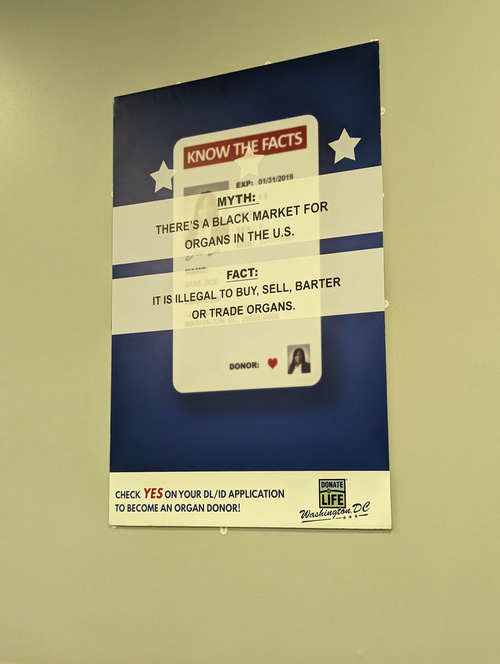 KNOW THE FACTS
EXP: 01/31/2019
MYTH:
THERE'S A BLACK MARKET FOR
ORGANS IN THE U.S.
FACT:
IT IS ILLEGAL TO BUY, SELL, BARTER
OR TRADE ORGANS.
DONOR:
CHECK YES ON YOUR DL/ID APPLICATION
TO BECOME AN ORGAN DONOR!
DONATE
LIFE
Washington, DC